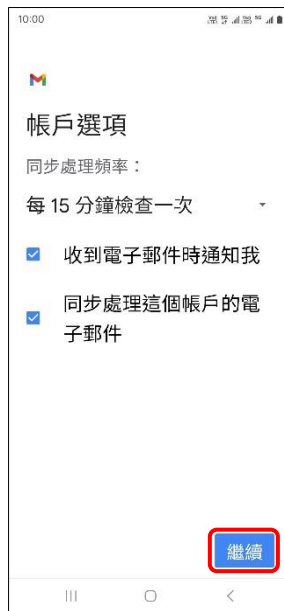 10:00
帳戶選項
同步處理頻率：
每 15 分鐘檢查一次
收到電子郵件時通知我
同步處理這個帳戶的電
子郵件
繼續